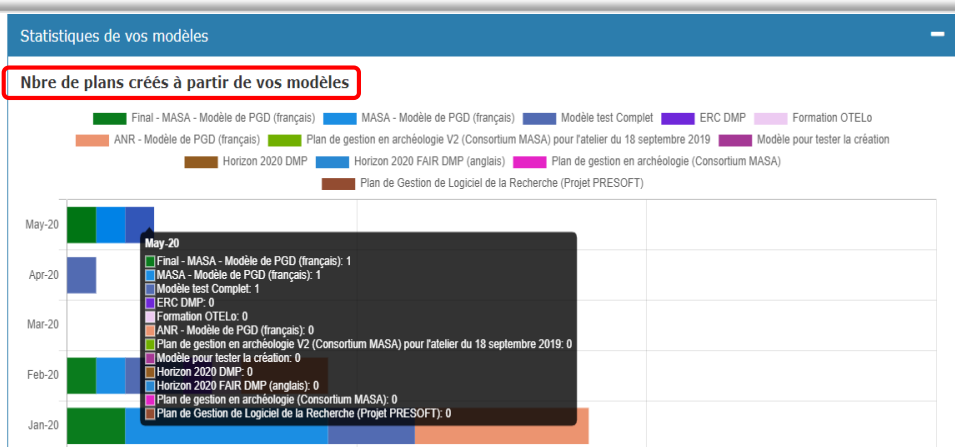 Statistiques de vos modèles
Nbre de plans créés à partir de vos modèles
Final - MASA - Modèle de PGD (français) MASA - Modèle de PGD (français) Modèle test Complet ERC DMP Formation OTELo
ANR - Modèle de PGD (français) Plan de gestion en archèologie V2 (Consortium MASA) pour l'atelier du 18 septembre 2019 Modèle pour tester la création
Horizon 2020 DMP Horizon 2020 FAIR DMP (anglais) Plan de gestion en archéologie (Consortium MASA)
Plan de Gestion de Logiciel de la Recherche (Projet PRESOFT)
May-20
May-20
Final - MASA - Modèle de PGD (français): 1
MASA - Modèle de PGD (français): 1
Modèle test Complet: 1
ERC DMP: 0
Formation OTELo: 0
ANR - Modèle de PGD (français): 0
Plan de gestion en archèologie V2 (Consortium MASA) pour l'atelier du 18 septembre 2019: 0
Modèle pour tester la création: 0
Horizon 2020 DMP: 0
Horizon 2020 FAIR DMP (anglais): 0
Plan de gestion en archéologie (Consortium MASA): 0
Plan de Gestion de Logiciel de la Recherche (Projet PRESOFT): 0
Apr-20
Mar-20
Feb-20
Jan-20